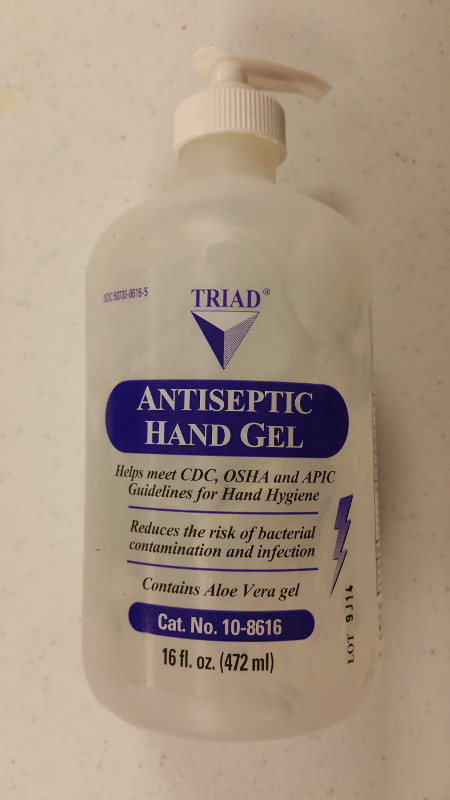 NDC 50730-8616-5
TRIAD®
ANTISEPTIC
HAND GEL
Helps meet CDC, OSHA and APIC
Guidelines for Hand Hygiene
Reduces the risk of bacterial
contamination and infection
Contains Aloe Vera gel
Cat. No. 10-8616
16 fl. oz. (472 ml)
LOT 9J14